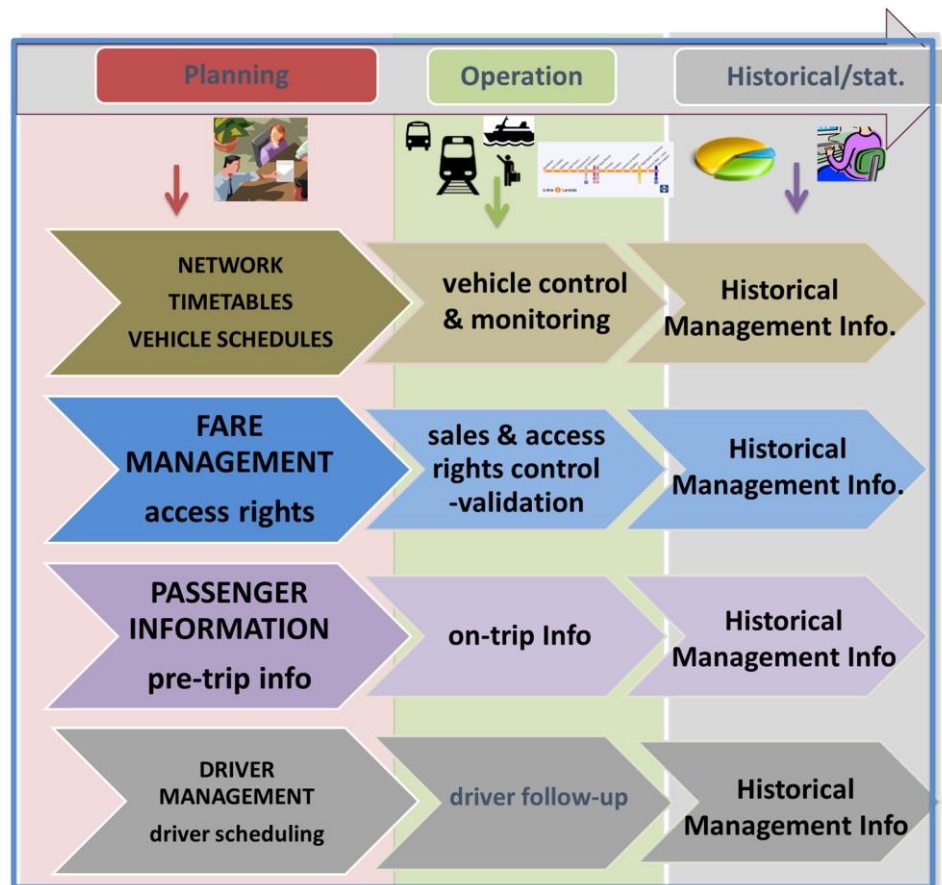 Planning
Operation
Historical/stat.
NETWORK
TIMETABLES
VEHICLE SCHEDULES
vehicle control
& monitoring
Historical
Management Info.
FARE
MANAGEMENT
access rights
sales & access
rights control
-validation
Historical
Management Info.
PASSENGER
INFORMATION
pre-trip info
on-trip Info
Historical
Management Info
DRIVER
MANAGEMENT
driver scheduling
driver follow-up
Historical
Management Info